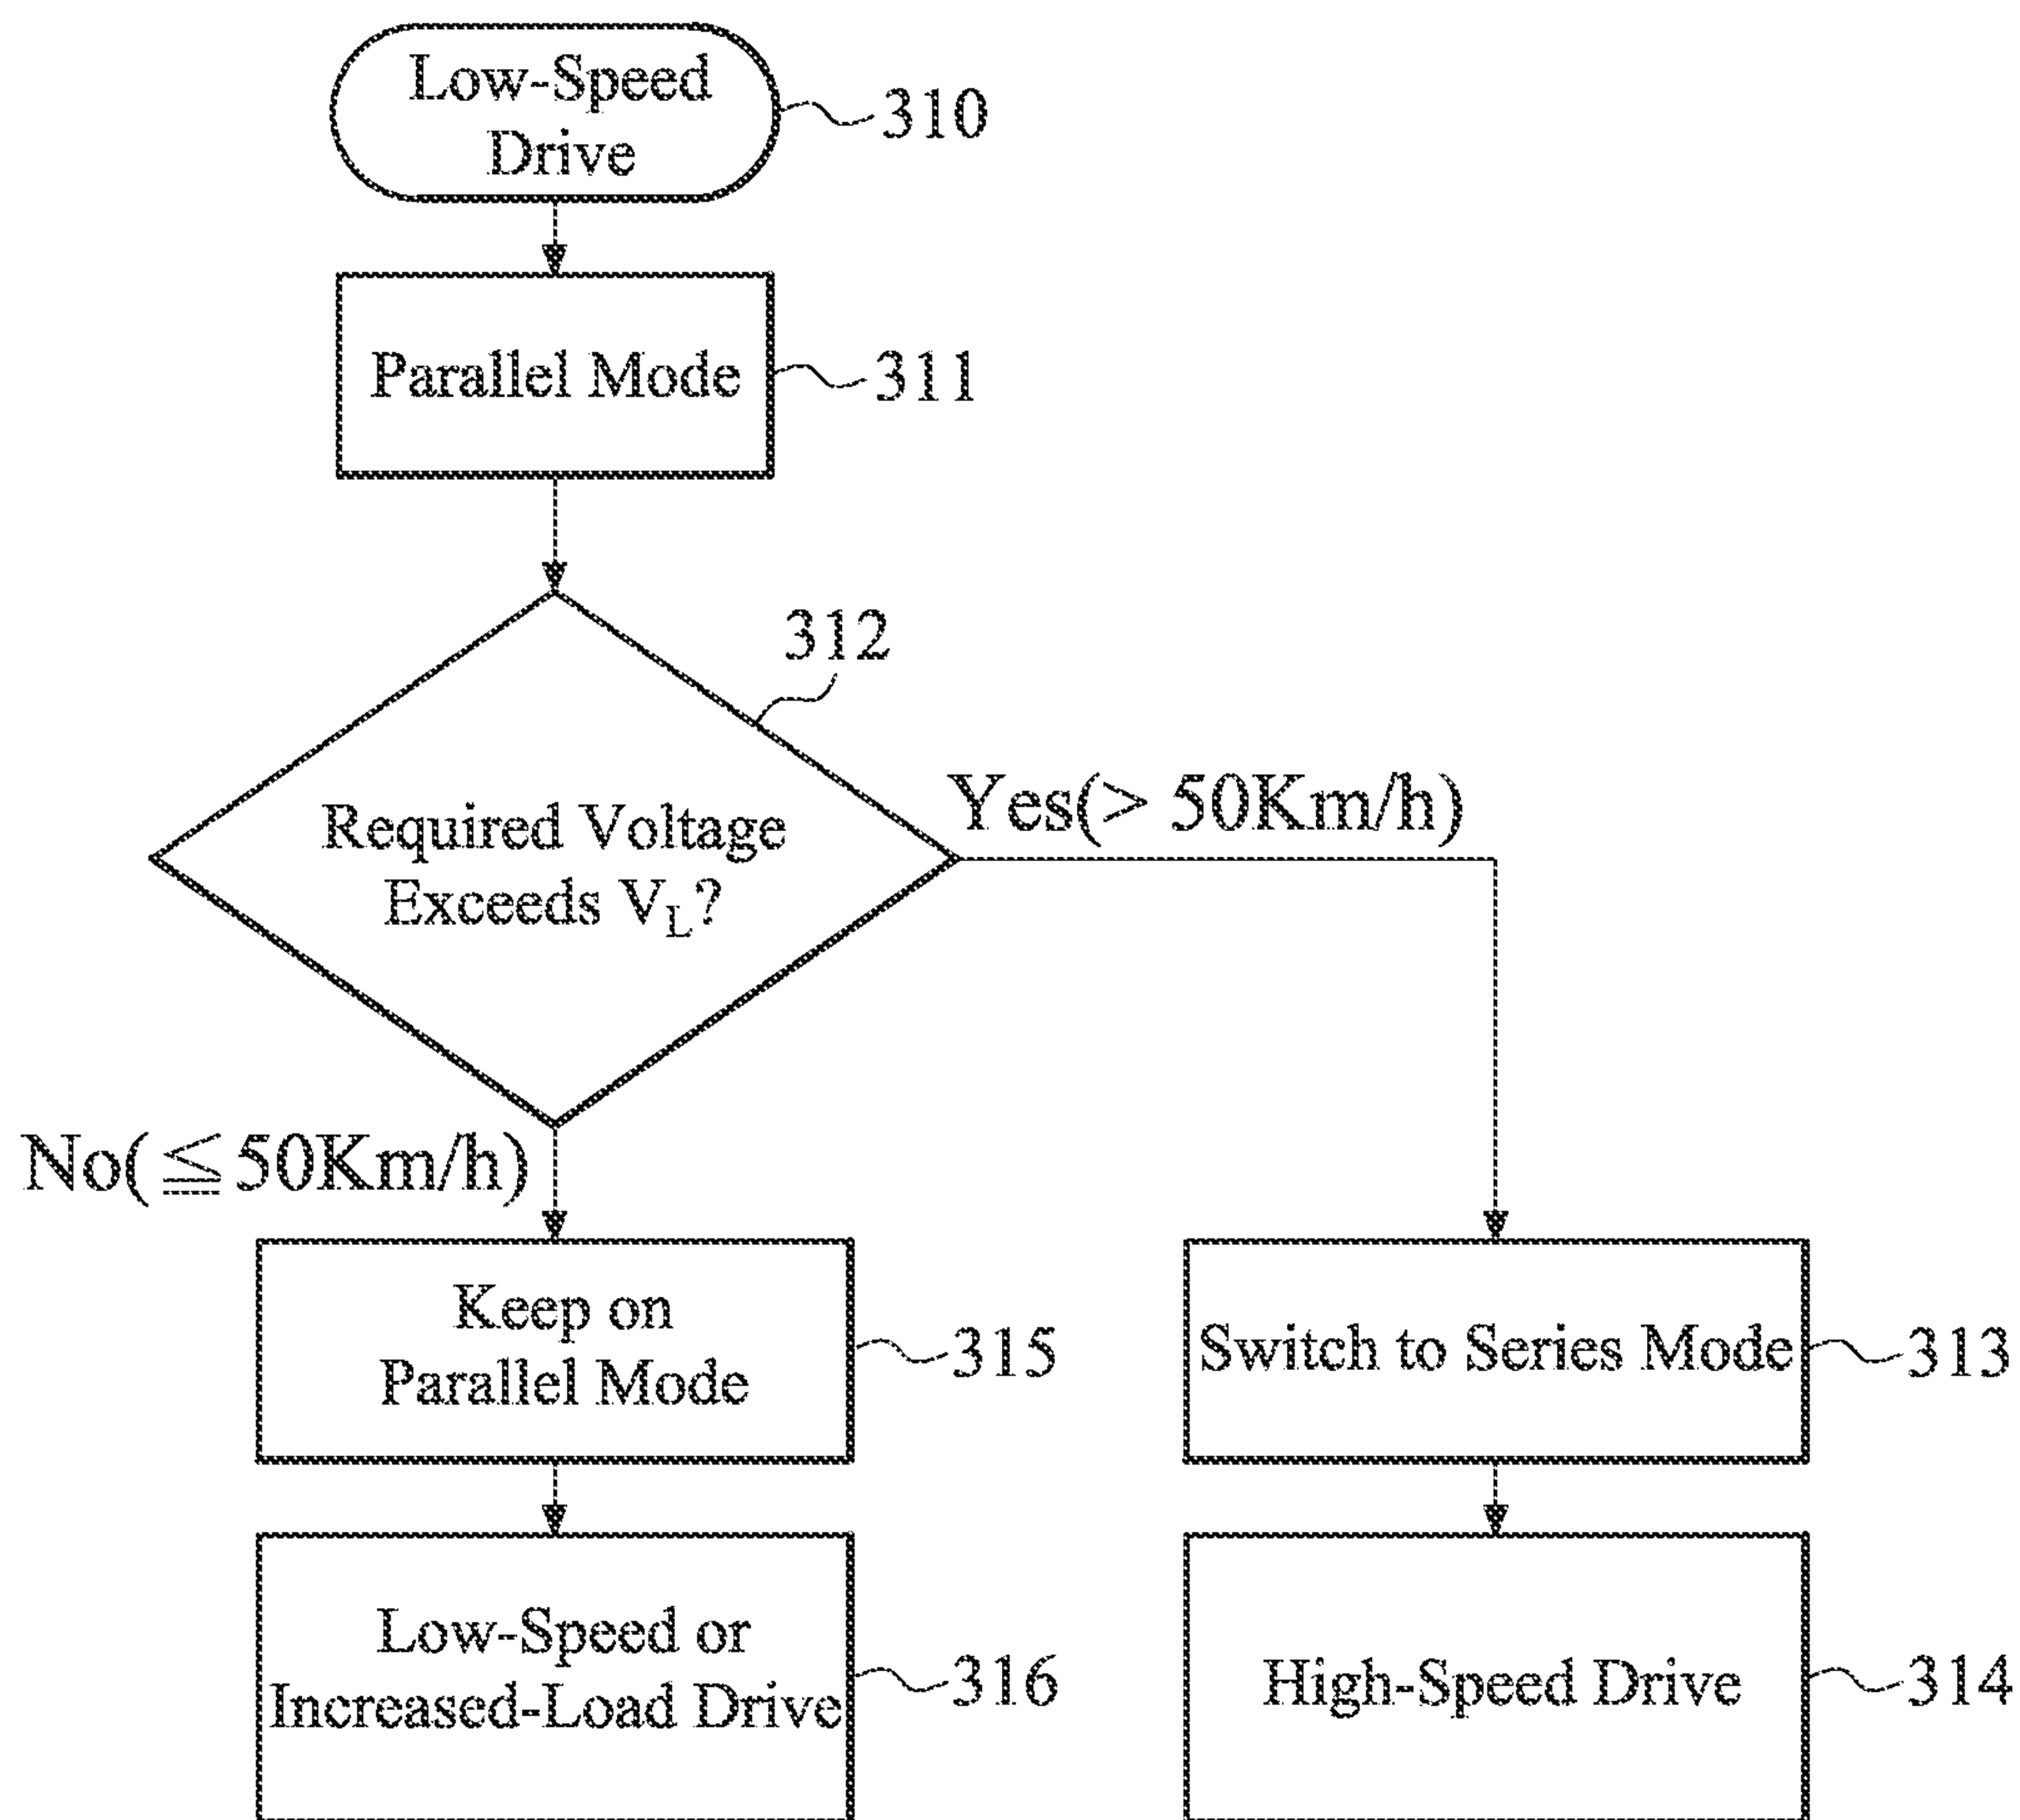 Low-Speed
Drive
310
Parallel Mode
311
312
Required Voltage
Exceeds V_L?
Yes(> 50Km/h)
No(≦50Km/h)
Keep on
Parallel Mode
315
Switch to Series Mode
313
Low-Speed or
Increased-Load Drive
316
High-Speed Drive
314